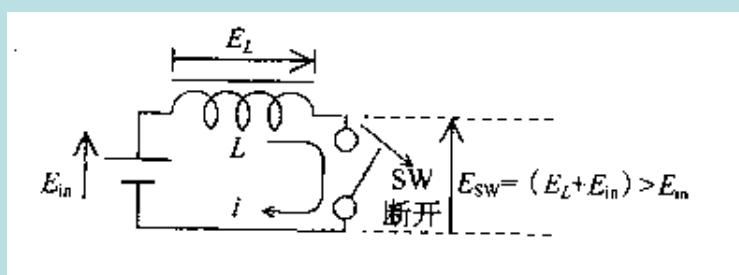 E_L
L
E_in
i
SW
断开
E_SW = (E_L + E_in) > E_in